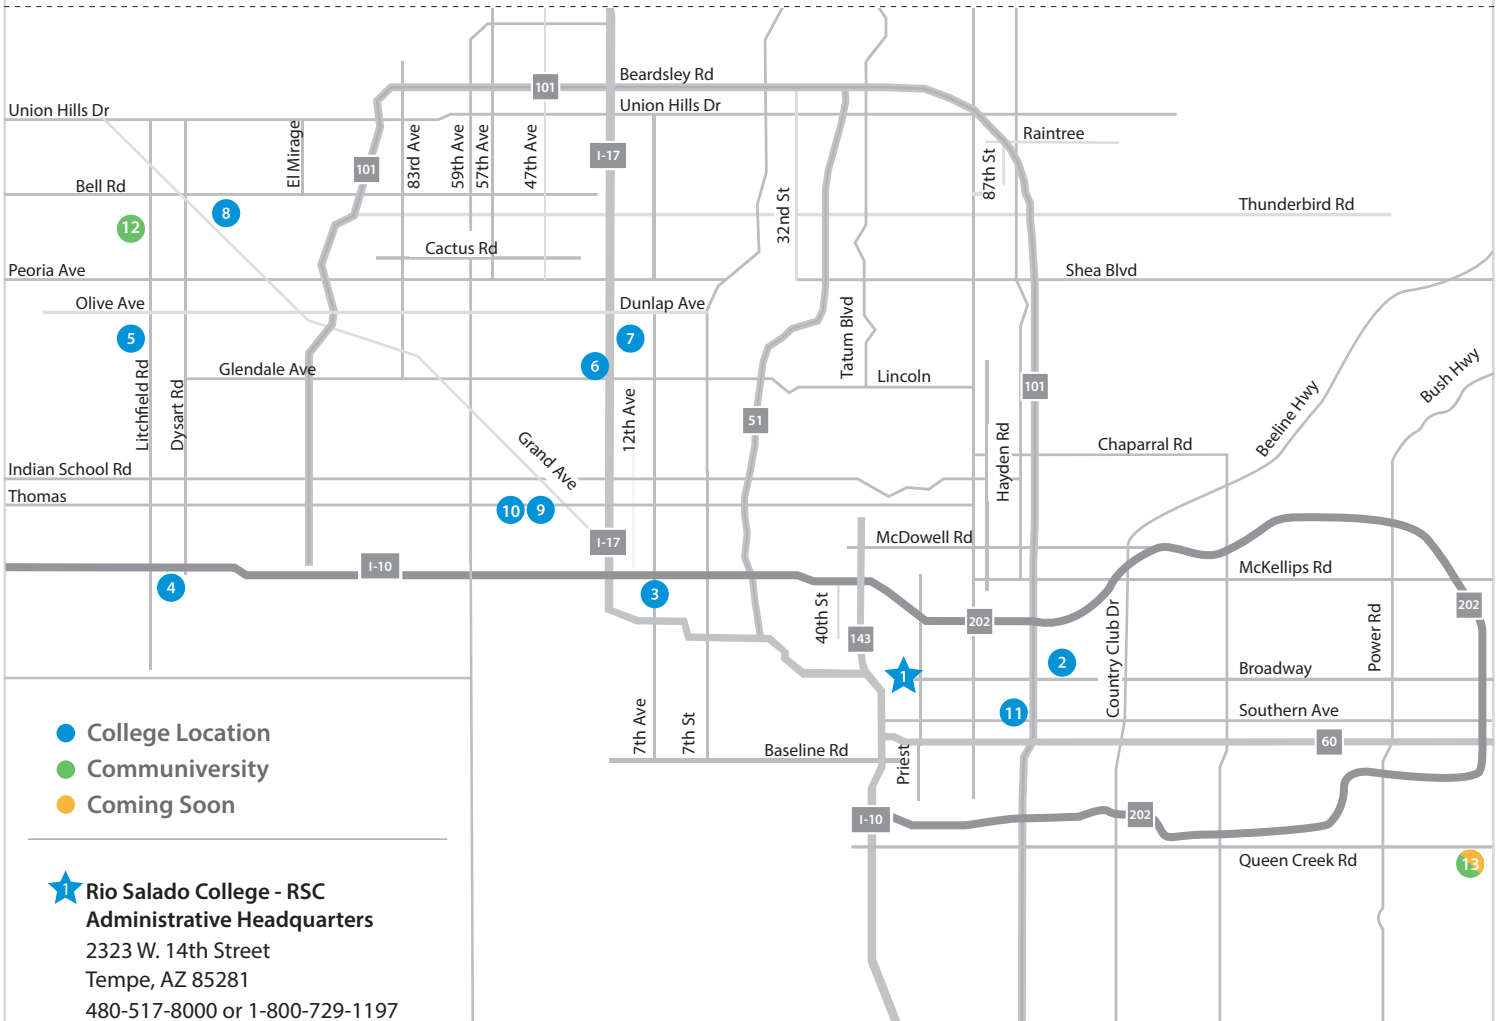 Beardsley Rd
101
Union Hills Dr
Union Hills Dr
Raintree
El Mirage
83rd Ave
59th Ave
57th Ave
47th Ave
I-17
101
87th St
Bell Rd
8
12
32nd St
Thunderbird Rd
Cactus Rd
Peoria Ave
Shea Blvd
Olive Ave
Dunlap Ave
5
7
6
Tatum Blvd
Glendale Ave
Lincoln
101
Litchfield Rd
Dysart Rd
12th Ave
51
Beeline Hwy
Bush Hwy
Grand Ave
Hayden Rd
Chaparral Rd
Indian School Rd
Thomas
10
9
I-17
McDowell Rd
I-10
McKellips Rd
4
3
40th St
202
202
143
Country Club Dr
Power Rd
1
2
Broadway
11
Southern Ave
7th Ave
7th St
Baseline Rd
Priest
60
I-10
202
Queen Creek Rd
13
College Location
Communiversity
Coming Soon
1 Rio Salado College - RSC
Administrative Headquarters
2323 W. 14th Street
Tempe, AZ 85281
480-517-8000 or 1-800-729-1197